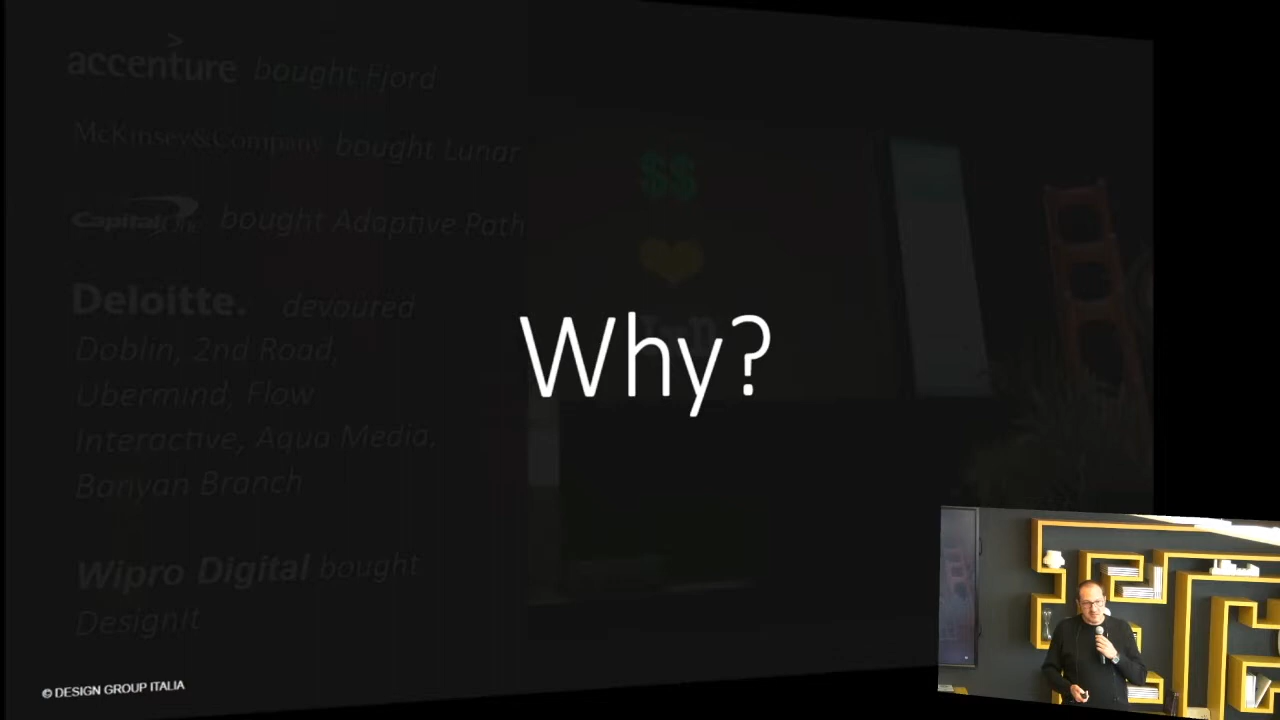 accenture bought Fjord
McKinsey&Company bought Lunar
Capital One bought Adaptive Path
Deloitte. devoured
Doblin, 2nd Road,
Ubermind, Flow
Interactive, Aqua Media,
Banyan Branch
Wipro Digital bought
DesignIt
$$
Why?
© DESIGN GROUP ITALIA